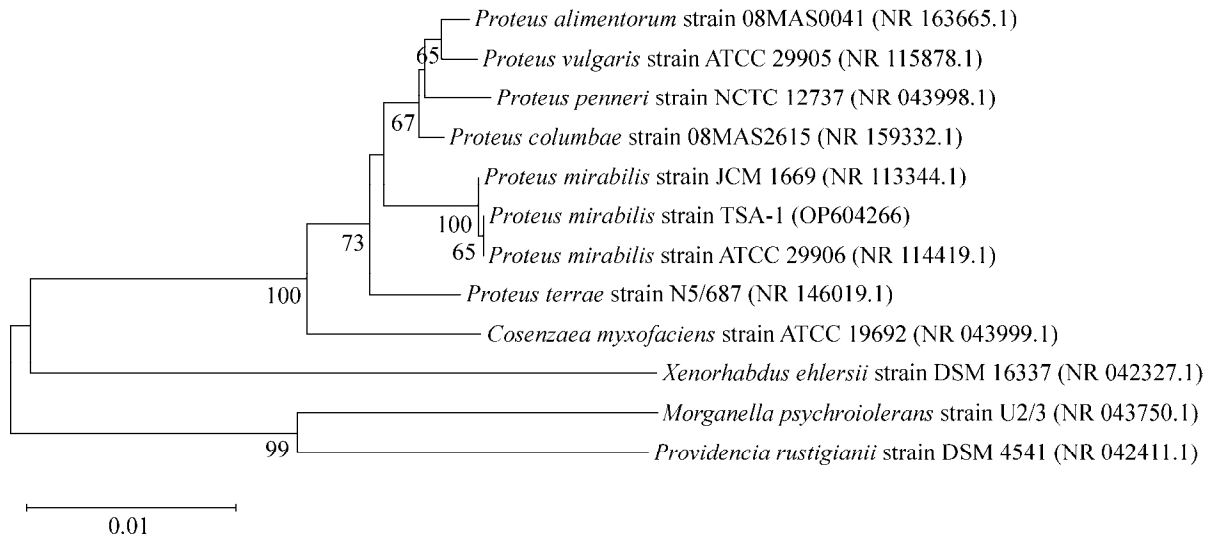 Proteus alimentorum strain 08MAS0041 (NR 163665.1)
65
Proteus vulgaris strain ATCC 29905 (NR 115878.1)
Proteus penneri strain NCTC 12737 (NR 043998.1)
67
Proteus columbae strain 08MAS2615 (NR 159332.1)
Proteus mirabilis strain JCM 1669 (NR 113344.1)
100
Proteus mirabilis strain TSA-1 (OP604266)
73
65
Proteus mirabilis strain ATCC 29906 (NR 114419.1)
100
Proteus terrae strain N5/687 (NR 146019.1)
Cosenzaea myxofaciens strain ATCC 19692 (NR 043999.1)
Xenorhabdus ehlersii strain DSM 16337 (NR 042327.1)
Morganella psychroiolerans strain U2/3 (NR 043750.1)
99
Providencia rustigianii strain DSM 4541 (NR 042411.1)
0.01